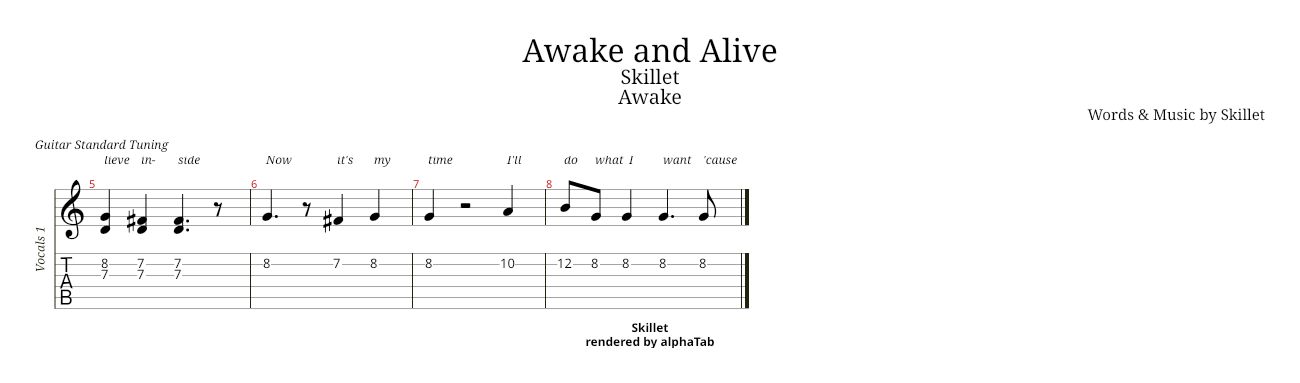 Awake and Alive
Skillet
Awake
Words & Music by Skillet
Guitar Standard Tuning
lieve in- side Now it's my time I'll do what I want 'cause
5 6 7 8
Vocals 1
T 8 7 7 8 7 8 8 10 12 8 8 8 8
A 7 7 7
B
Skillet
rendered by alphaTab